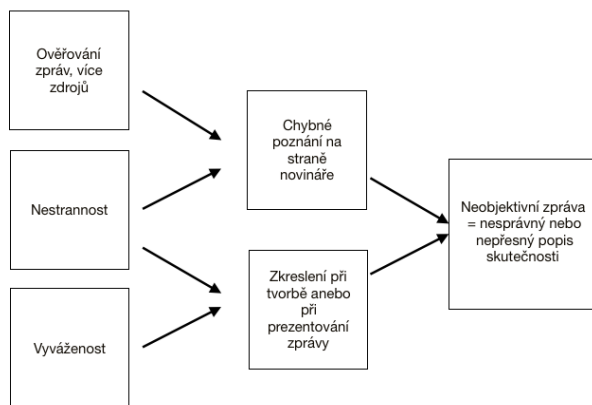 Ověřování
zpráv, více
zdrojů
Nestrannost
Vyváženost
Chybné
poznání na
straně
novináře
Zkreslení při
tvorbě anebo
při
prezentování
zprávy
Neobjektivní zpráva
= nesprávný nebo
nepřesný popis
skutečnosti